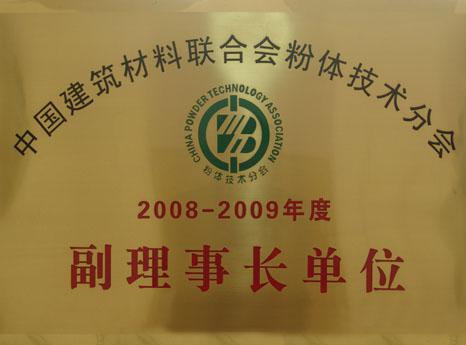 中国建筑材料联合会粉体技术分会
CHINA POWDER TECHNOLOGY ASSOCIATION
粉体技术分会
2008-2009年度
副理事长单位